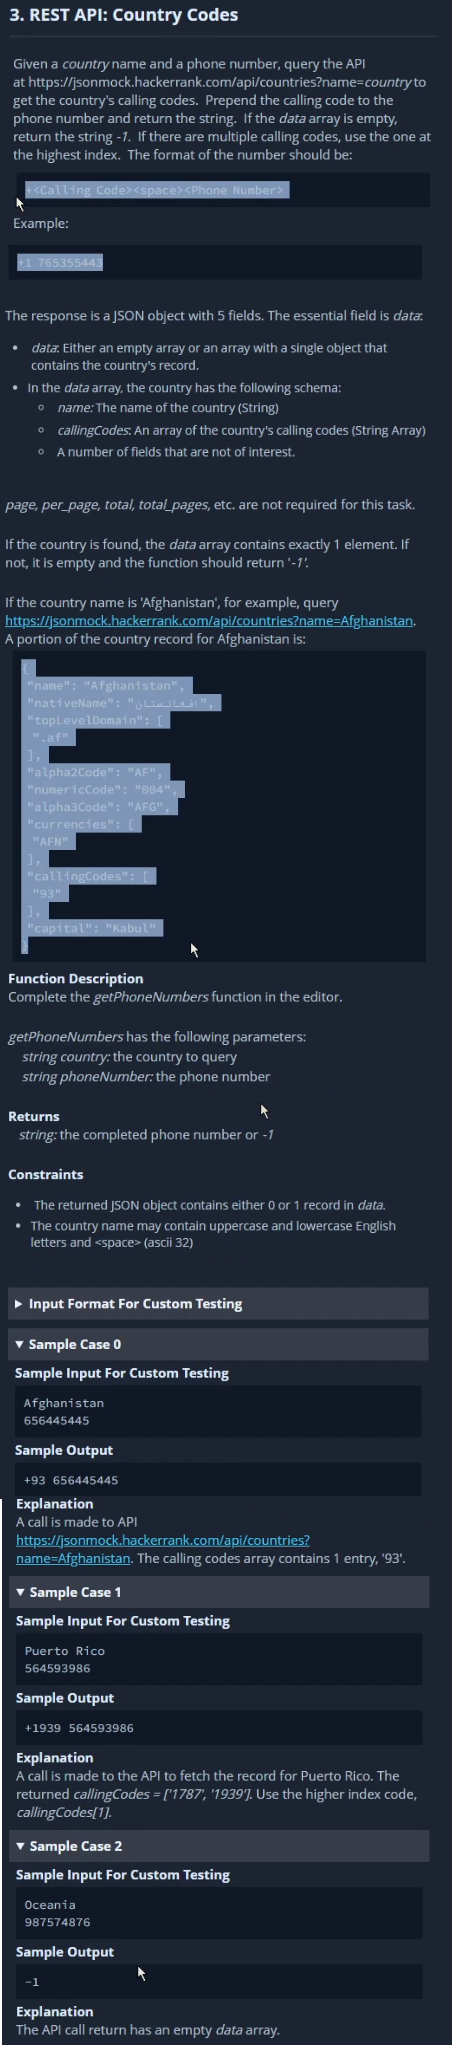 3. REST API: Country Codes
Given a country name and a phone number, query the API
at https://jsonmock.hackerrank.com/api/countries?name=country to
get the country's calling codes.  Prepend the calling code to the
phone number and return the string.  If the data array is empty,
return the string -1.  If there are multiple calling codes, use the one at
the highest index.  The format of the number should be:
+<Calling Code><space><Phone Number>
Example:
+1 765355443
The response is a JSON object with 5 fields. The essential field is data:
• data: Either an empty array or an array with a single object that
contains the country's record.
• In the data array, the country has the following schema:
○ name: The name of the country (String)
○ callingCodes: An array of the country's calling codes (String Array)
○ A number of fields that are not of interest.
page, per_page, total, total_pages, etc. are not required for this task.
If the country is found, the data array contains exactly 1 element. If
not, it is empty and the function should return '-1'.
If the country name is 'Afghanistan', for example, query
https://jsonmock.hackerrank.com/api/countries?name=Afghanistan.
A portion of the country record for Afghanistan is:
{
"name": "Afghanistan",
"nativeName": "افغانستان",
"topLevelDomain": [
".af"
],
"alpha2Code": "AF",
"numericCode": "004",
"alpha3Code": "AFG",
"currencies": [
"AFN"
],
"callingCodes": [
"93"
],
"capital": "Kabul"
}
Function Description
Complete the getPhoneNumbers function in the editor.
getPhoneNumbers has the following parameters:
string country: the country to query
string phoneNumber: the phone number
Returns
string: the completed phone number or -1
Constraints
• The returned JSON object contains either 0 or 1 record in data.
• The country name may contain uppercase and lowercase English
letters and <space> (ascii 32)
▶ Input Format For Custom Testing
▼ Sample Case 0
Sample Input For Custom Testing
Afghanistan
656445445
Sample Output
+93 656445445
Explanation
A call is made to API
https://jsonmock.hackerrank.com/api/countries?
name=Afghanistan. The calling codes array contains 1 entry, '93'.
▼ Sample Case 1
Sample Input For Custom Testing
Puerto Rico
564593986
Sample Output
+1939 564593986
Explanation
A call is made to the API to fetch the record for Puerto Rico. The
returned callingCodes = ['1787', '1939']. Use the higher index code,
callingCodes[1].
▼ Sample Case 2
Sample Input For Custom Testing
Oceania
987574876
Sample Output
-1
Explanation
The API call return has an empty data array.